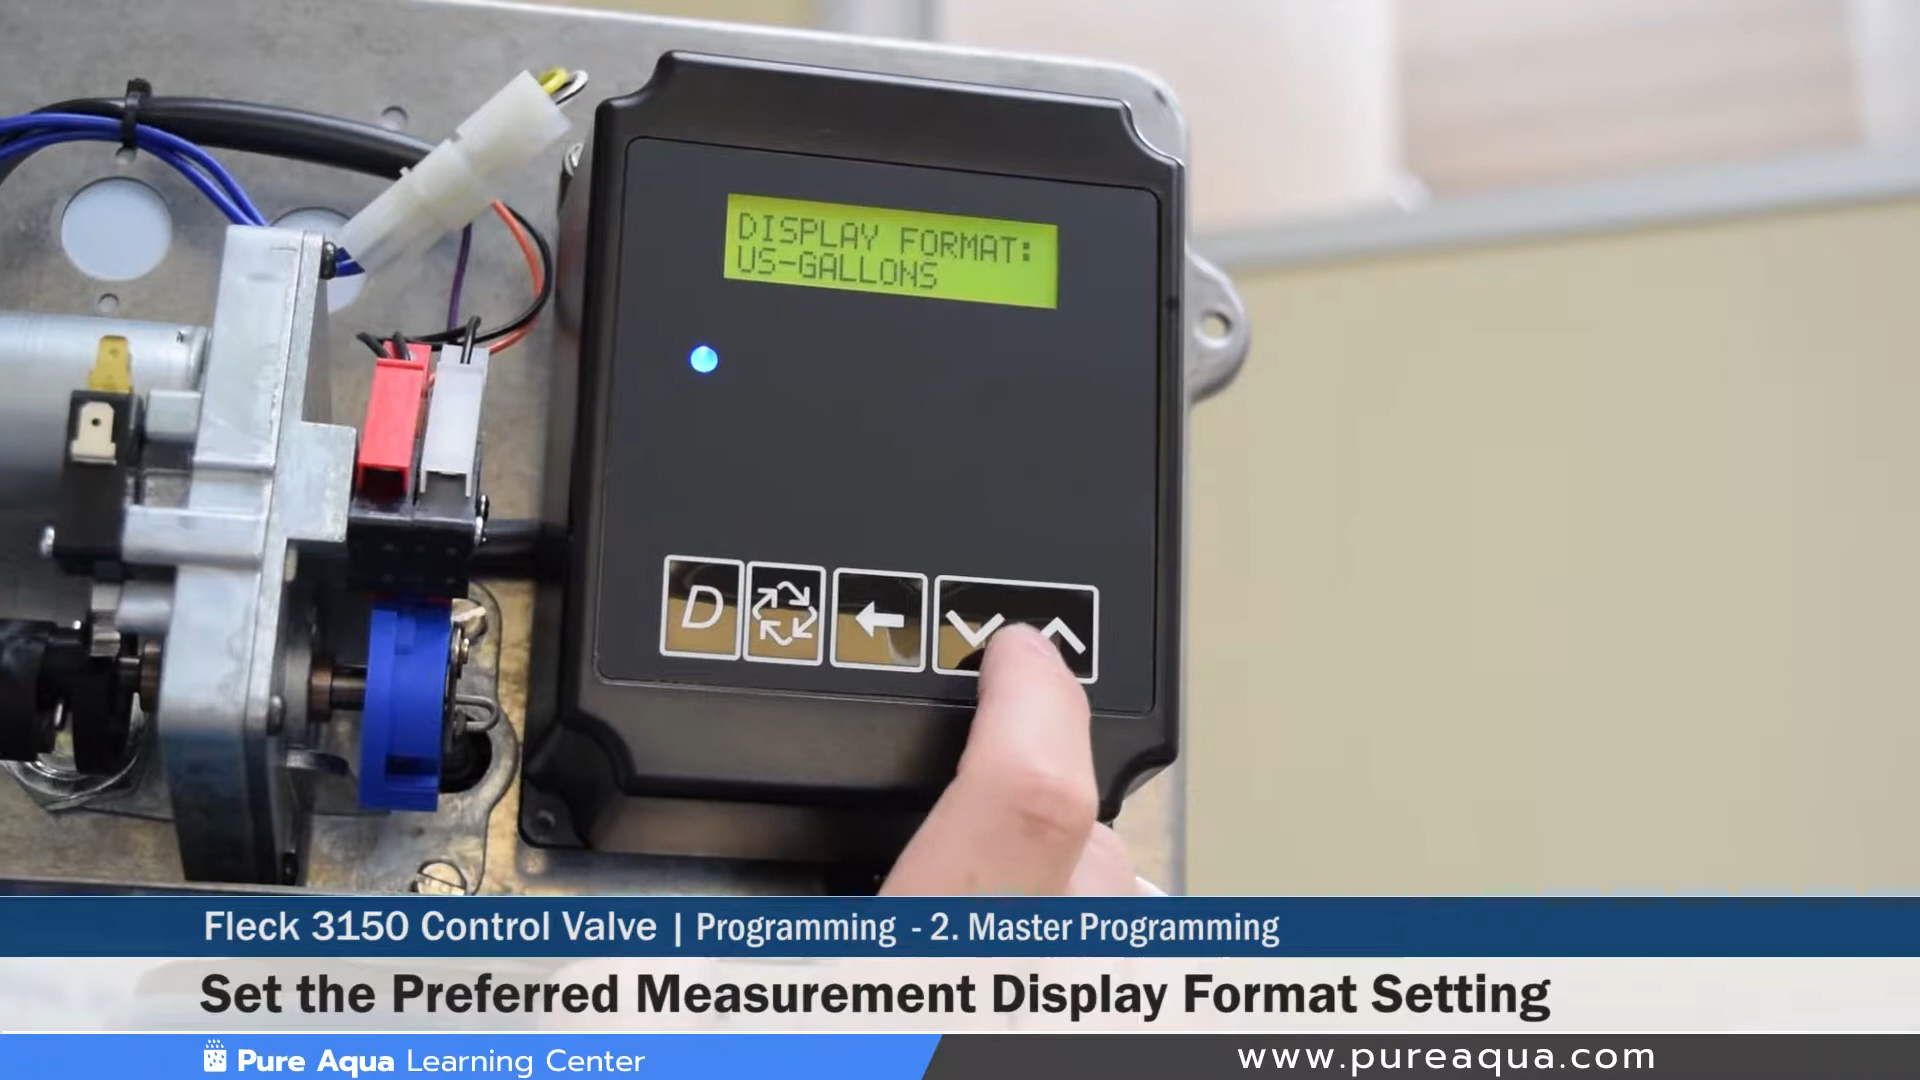 DISPLAY FORMAT:
US-GALLONS
D
Fleck 3150 Control Valve | Programming - 2. Master Programming
Set the Preferred Measurement Display Format Setting
Pure Aqua Learning Center
www.pureaqua.com